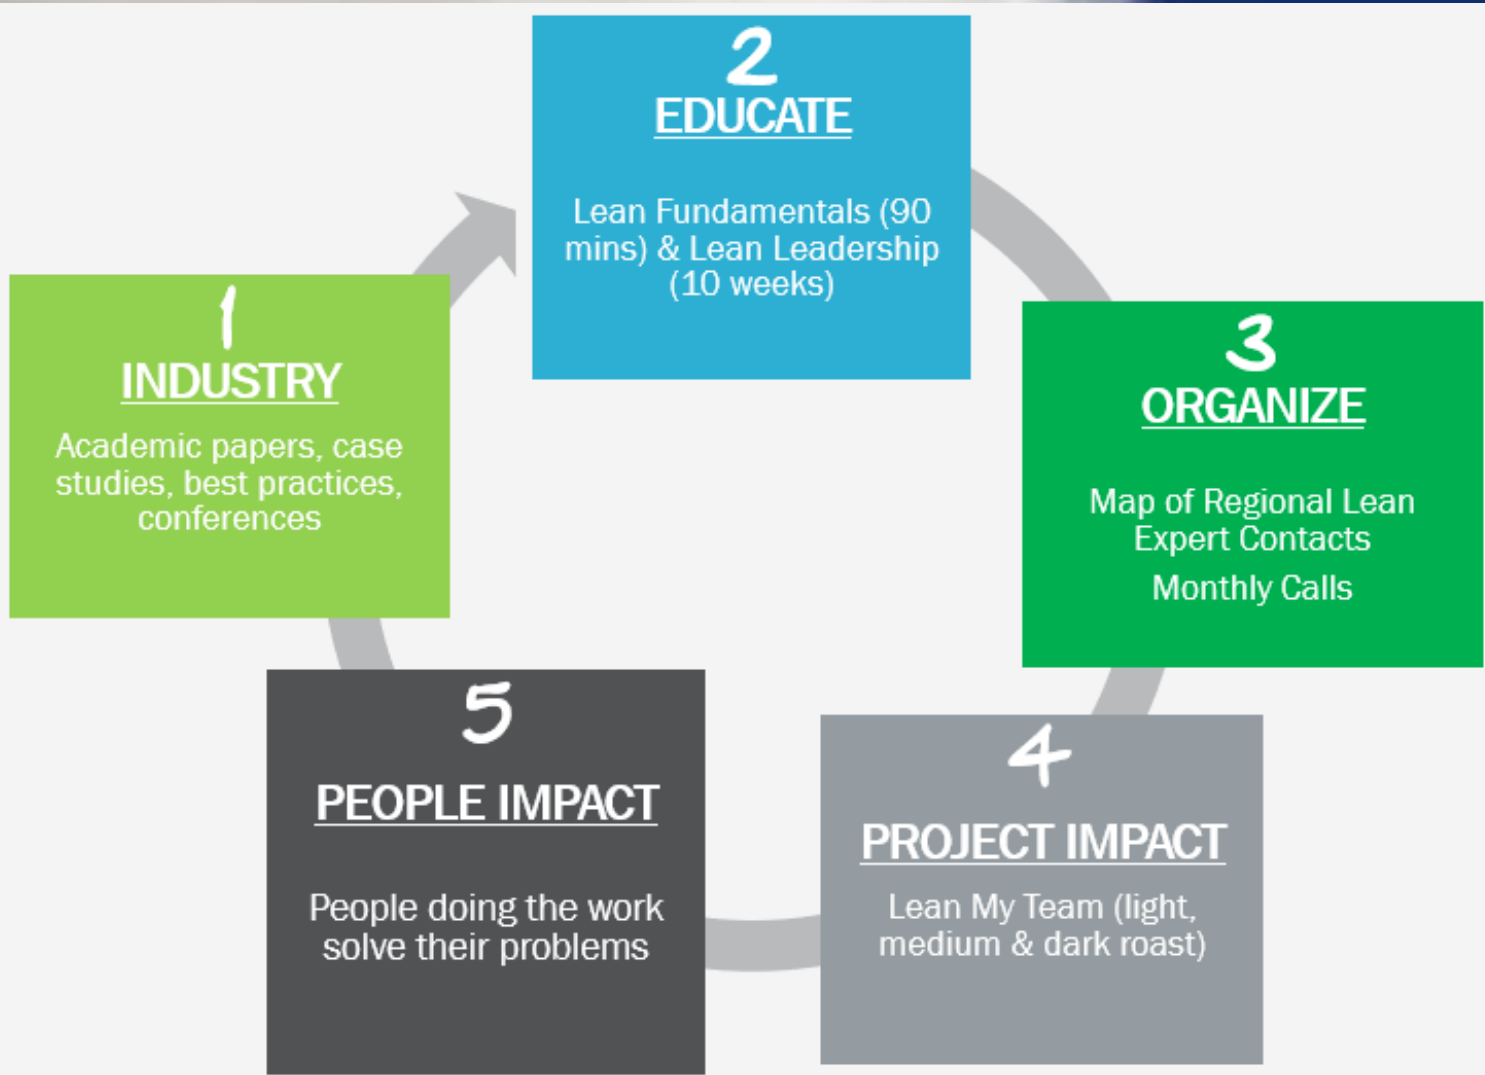 1
INDUSTRY
Academic papers, case
studies, best practices,
conferences
2
EDUCATE
Lean Fundamentals (90
mins) & Lean Leadership
(10 weeks)
3
ORGANIZE
Map of Regional Lean
Expert Contacts
Monthly Calls
4
PROJECT IMPACT
Lean My Team (light,
medium & dark roast)
5
PEOPLE IMPACT
People doing the work
solve their problems